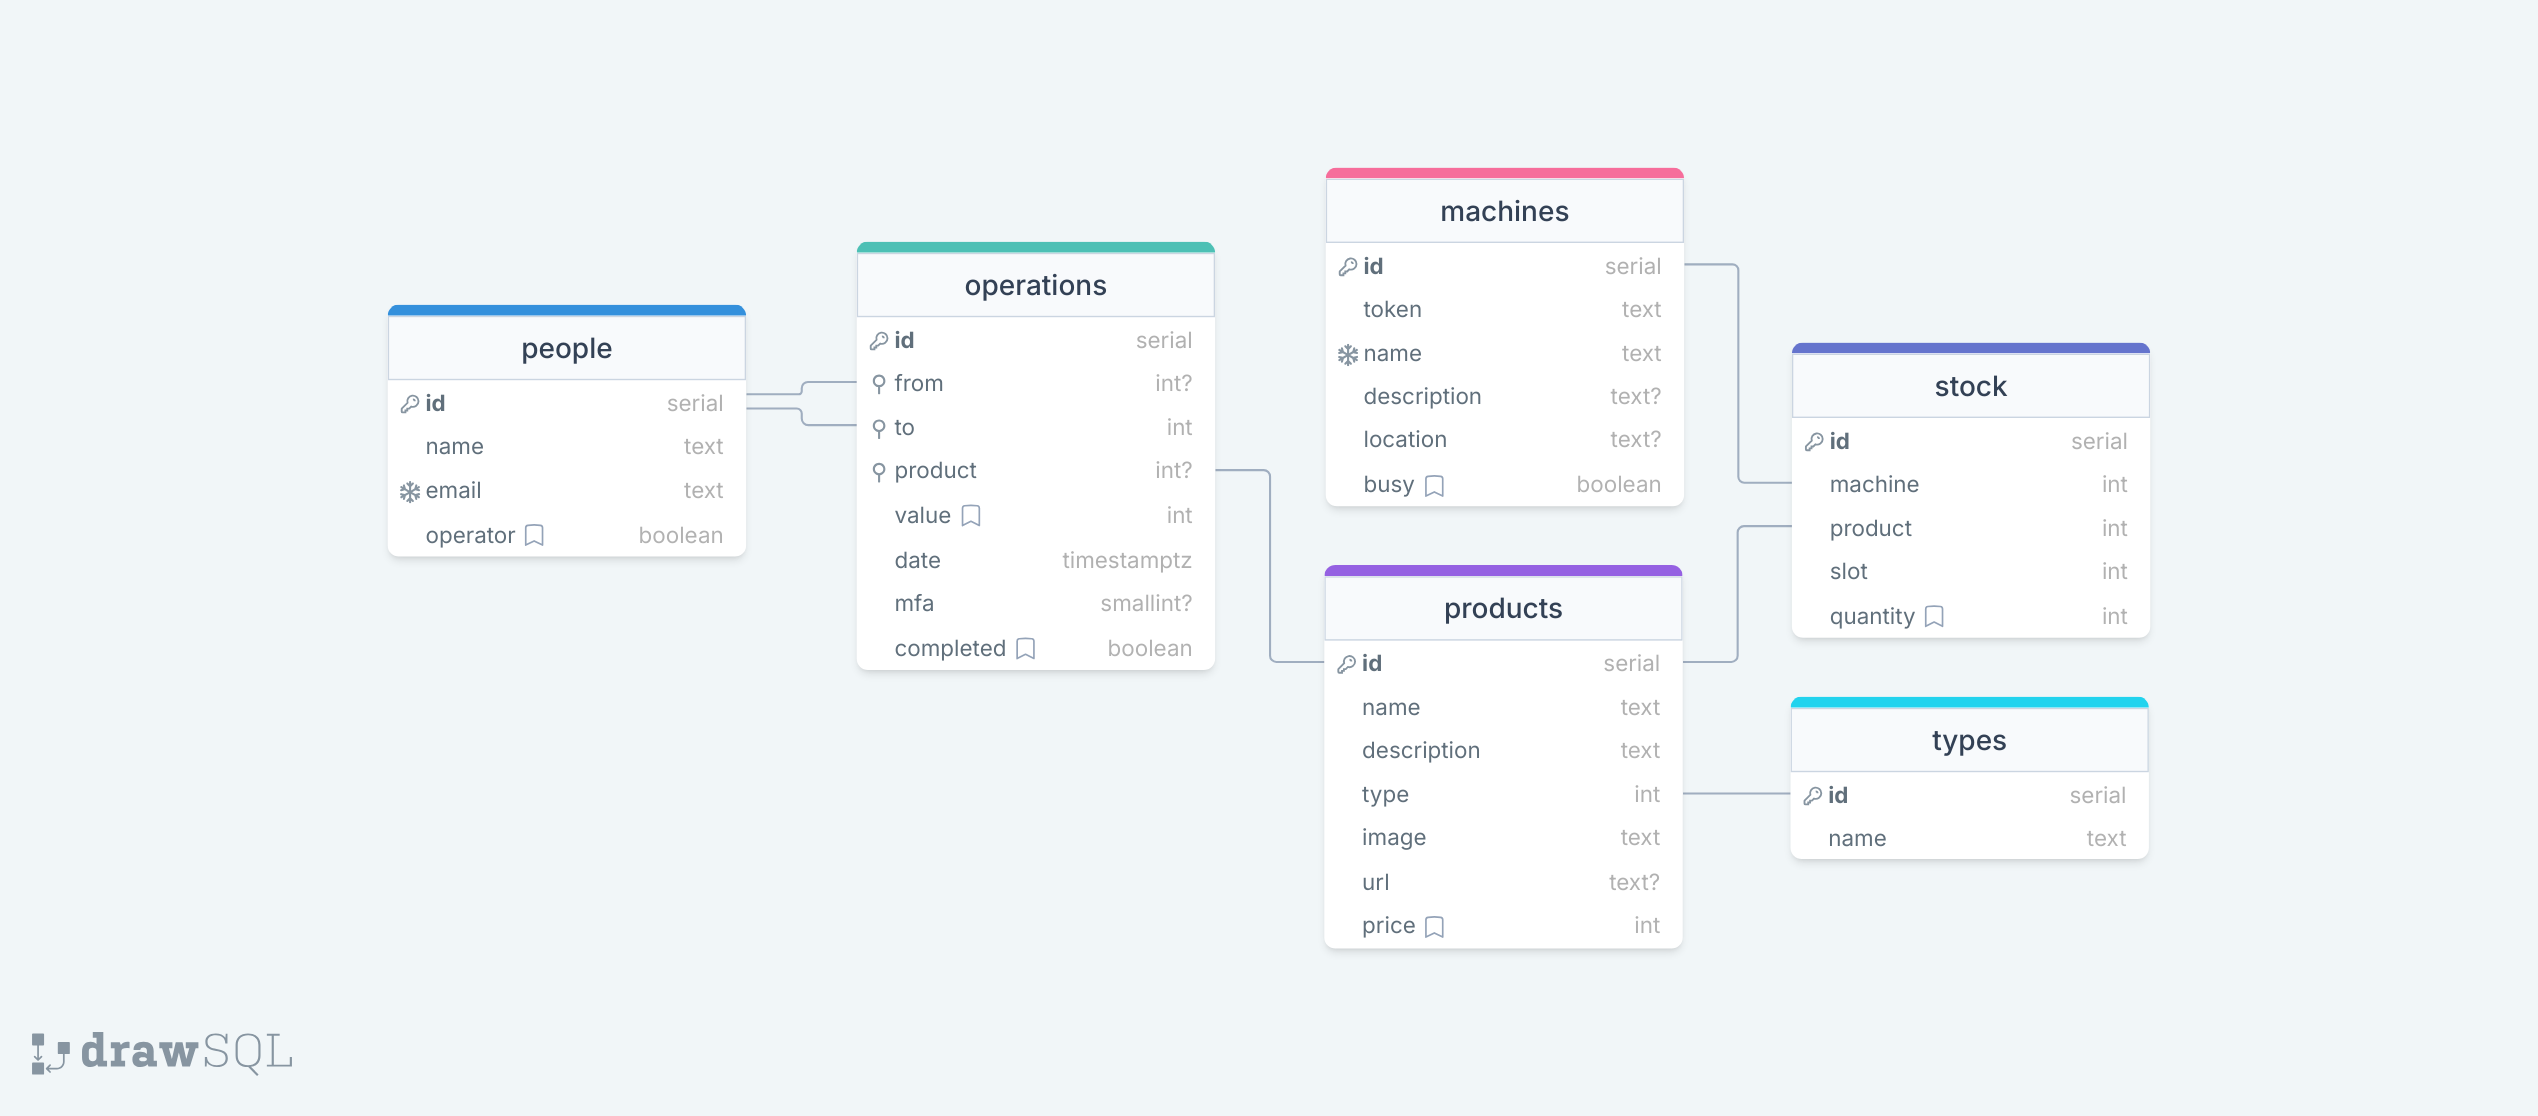 people
id serial
name text
email text
operator boolean
operations
id serial
from int?
to int
product int?
value int
date timestamptz
mfa smallint?
completed boolean
machines
id serial
token text
name text
description text?
location text?
busy boolean
products
id serial
name text
description text
type int
image text
url text?
price int
stock
id serial
machine int
product int
slot int
quantity int
types
id serial
name text
drawSQL